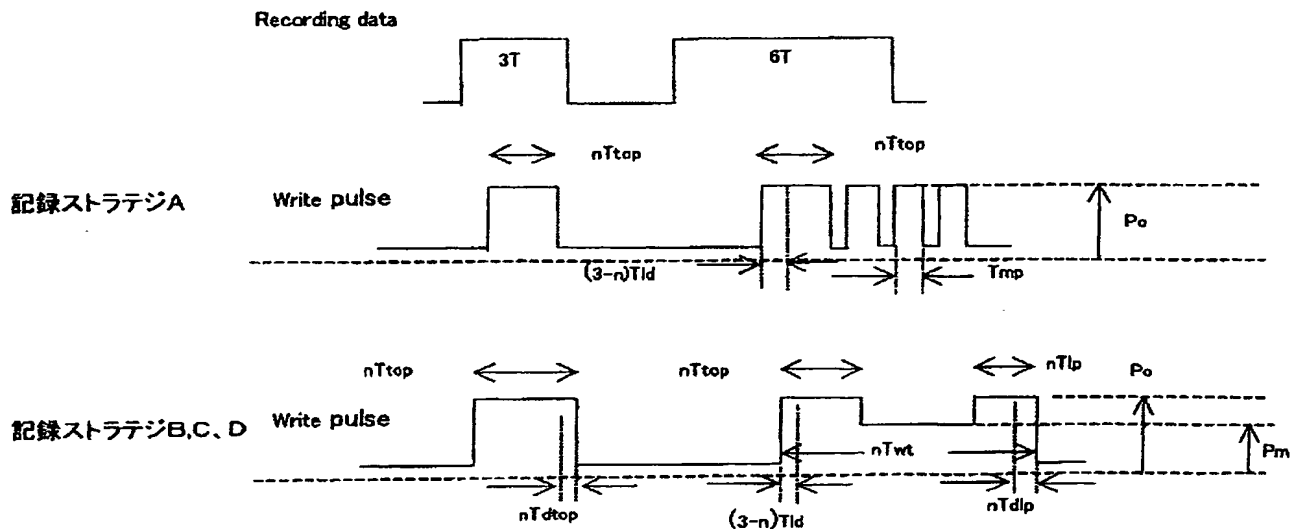 Recording data
3T
6T
nTtop
nTtop
記録ストラテジA
Write pulse
Po
(3-n)Tld
Tmp
nTtop
nTtop
nTlp
Po
記録ストラテジB,C、D
Write pulse
nTwt
Pm
nTdtop
(3-n)Tld
nTdlp